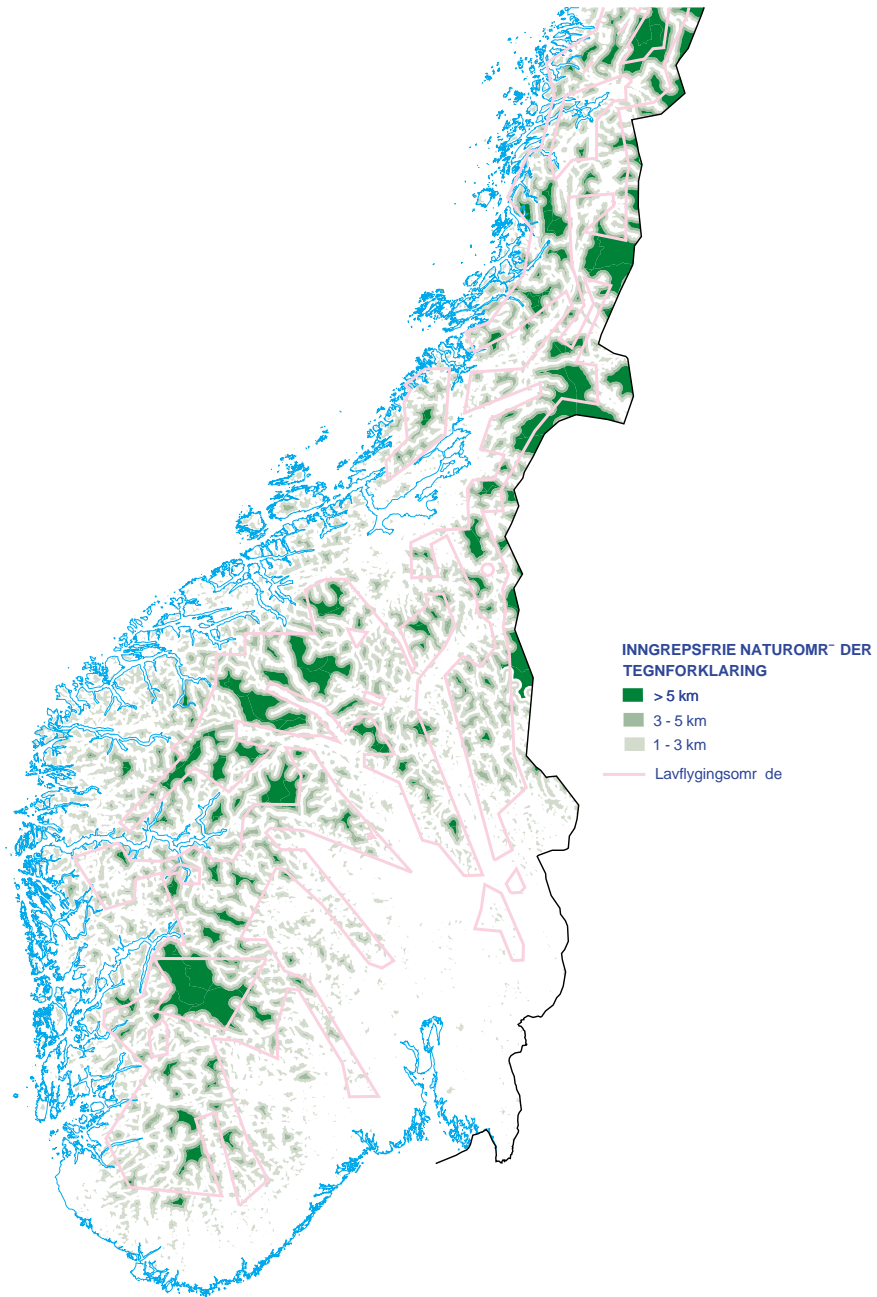 INNGREPSFRIE NATUROMR¯ DER
TEGNFORKLARING
> 5 km
3 - 5 km
1 - 3 km
Lavflygingsomr de